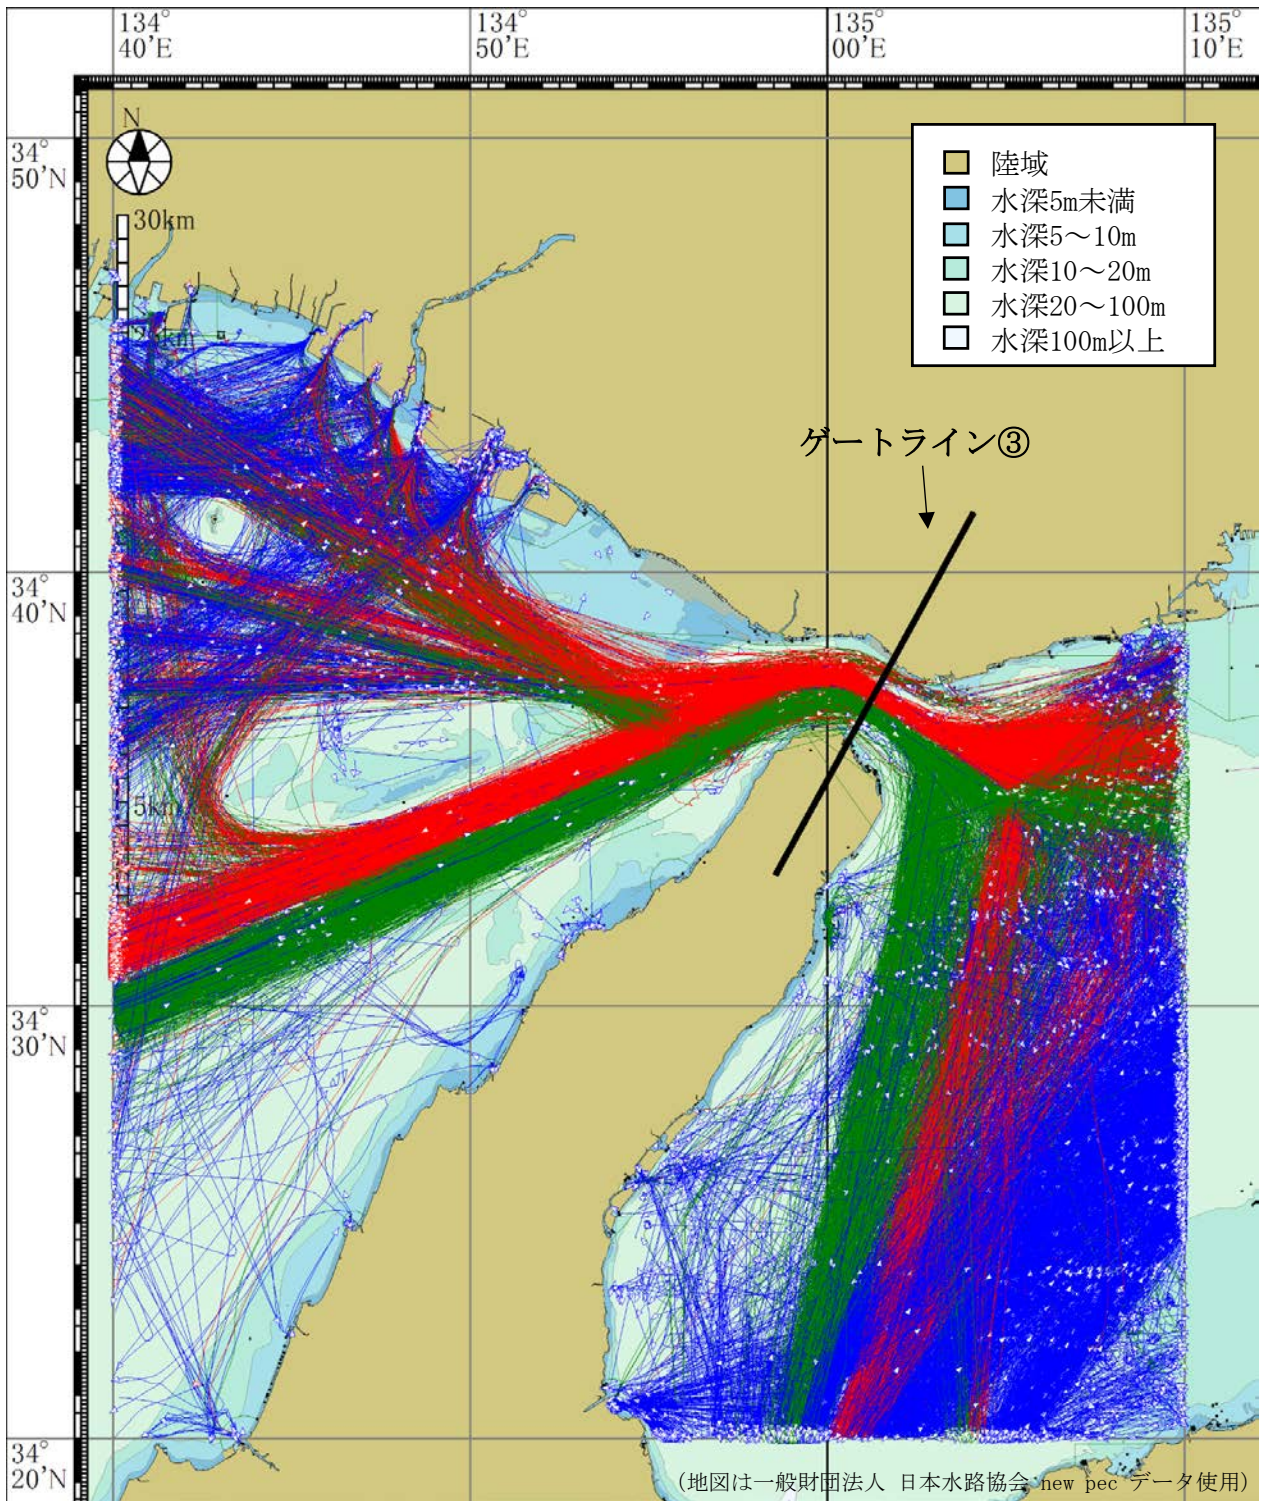 134°
40'E
134°
50'E
135°
00'E
135°
10'E
N
34°
50'N
30km
陸域
水深5m未満
水深5～10m
水深10～20m
水深20～100m
水深100m以上
ゲートライン③
34°
40'N
5km
34°
30'N
34°
20'N
(地図は一般財団法人 日本水路協会 new pec データ使用)